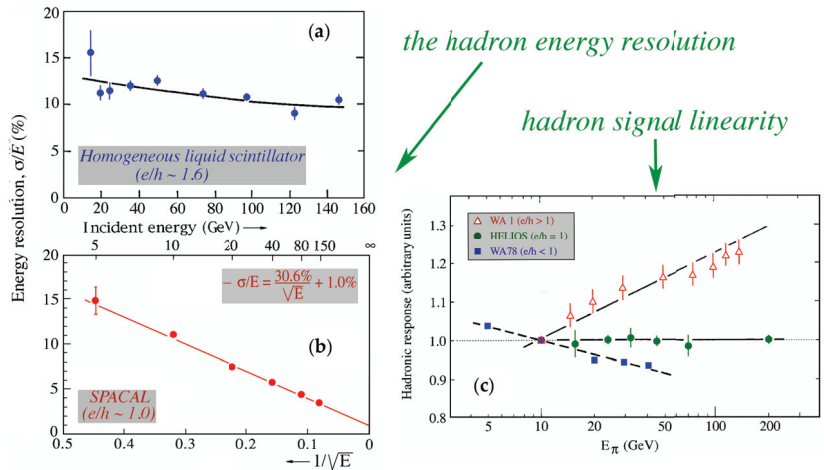 (a)
Energy resolution, σ/E (%)
20
15
10
5
0
Homogeneous liquid scintillator
(e/h ~ 1.6)
0 20 40 60 80 100 120 140 160
Incident energy (GeV) →
5 10 20 40 80 150 ∞
15
10
5
0
– σ/E = 30.6%/√E + 1.0%
(b)
SPACAL
(e/h ~ 1.0)
0.5 0.4 0.3 0.2 0.1 0
← 1/√E
the hadron energy resolution
hadron signal linearity
Hadronic response (arbitrary units)
1.3
1.2
1.1
1.0
0.9
0.8
WA 1 (e/h > 1)
HELIOS (e/h = 1)
WA78 (e/h < 1)
(c)
5 10 20 50 100 200
Eπ (GeV)